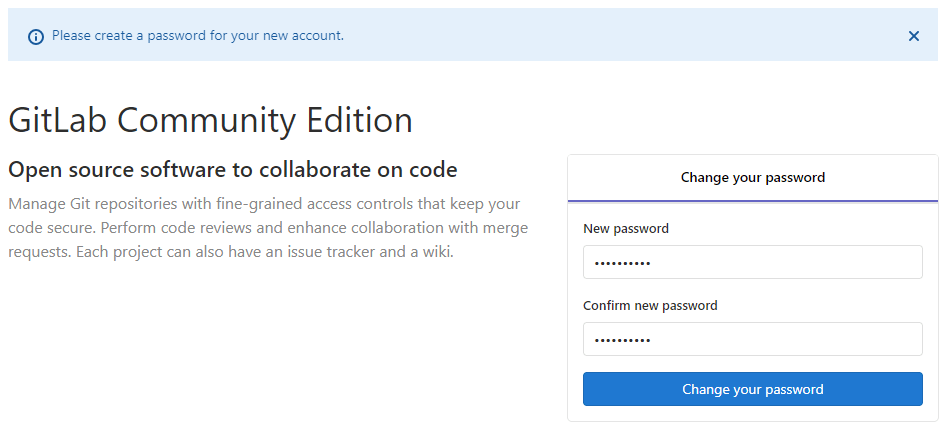 Please create a password for your new account.
GitLab Community Edition
Open source software to collaborate on code
Manage Git repositories with fine-grained access controls that keep your
code secure. Perform code reviews and enhance collaboration with merge
requests. Each project can also have an issue tracker and a wiki.
Change your password
New password
••••••••••
Confirm new password
••••••••••
Change your password